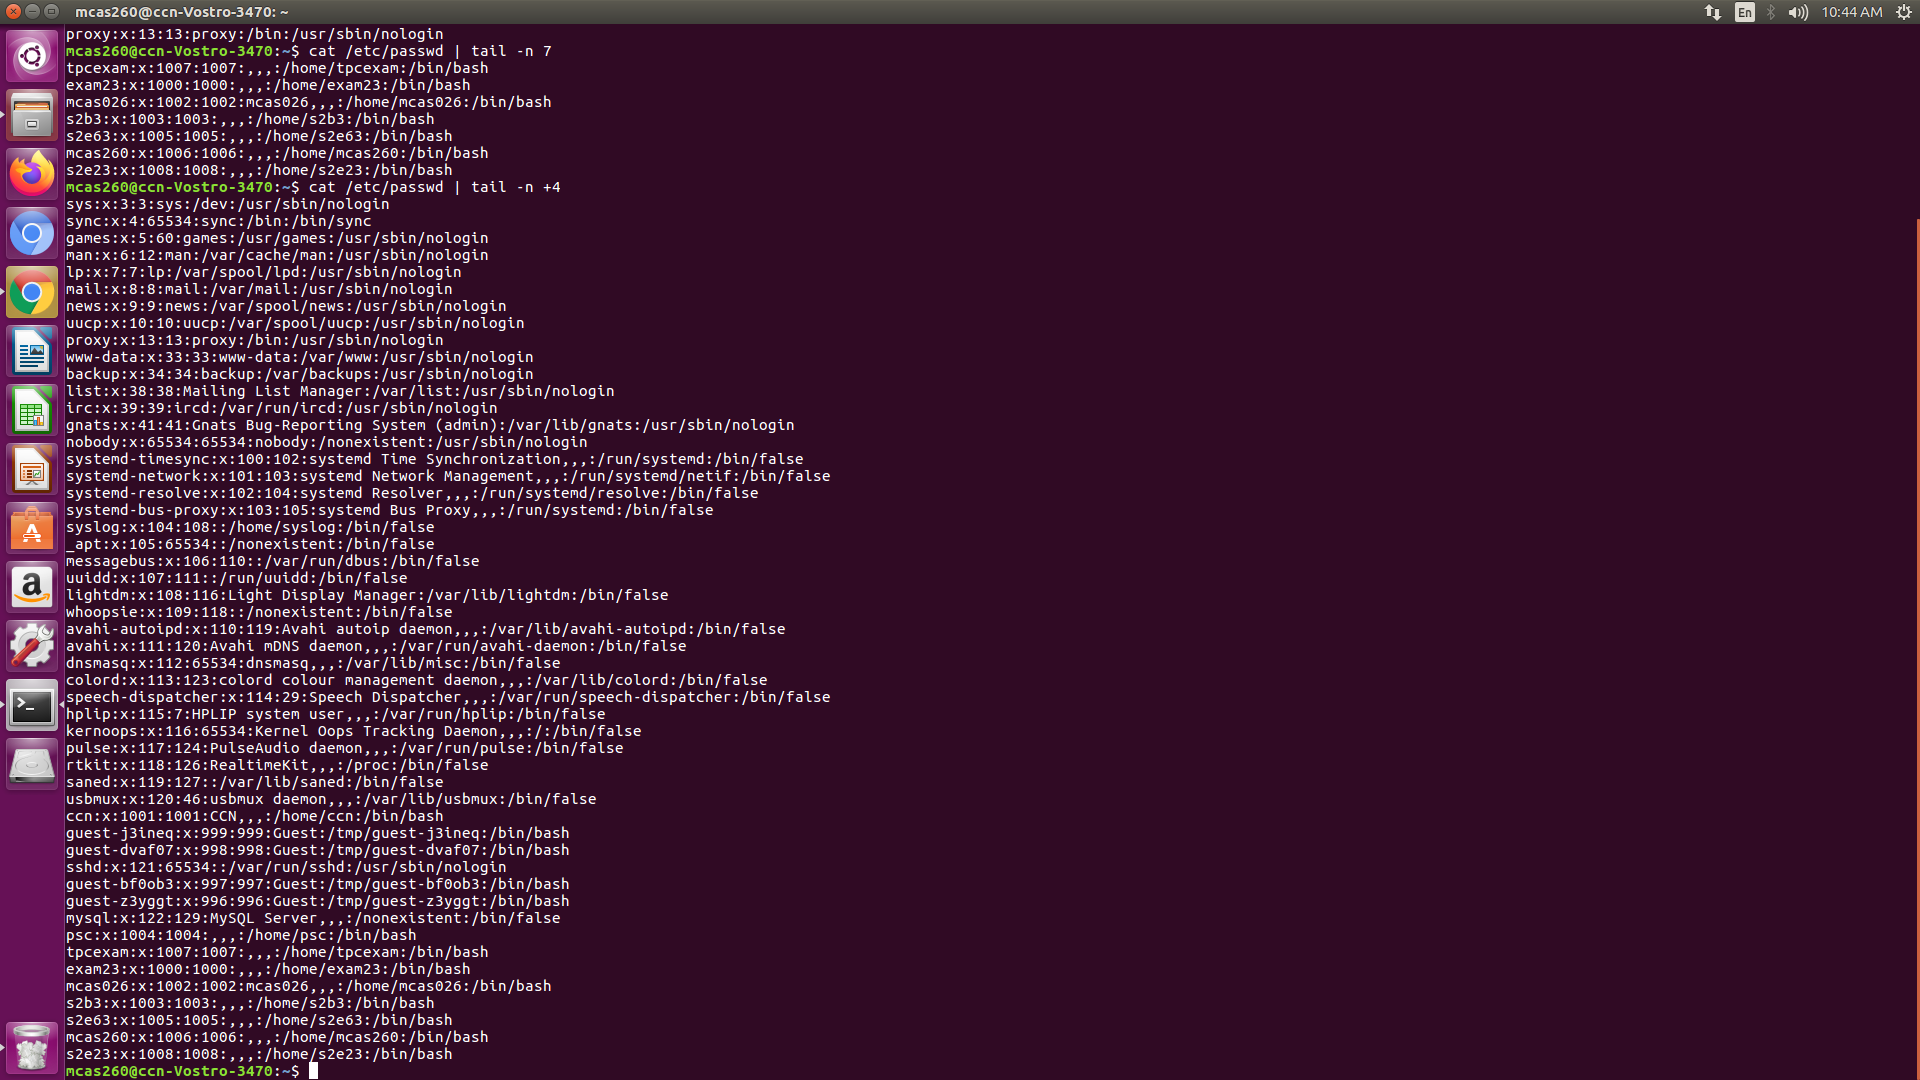 mcas260@ccn-Vostro-3470: ~
En
10:44 AM
proxy:x:13:13:proxy:/bin:/usr/sbin/nologin
mcas260@ccn-Vostro-3470:~$ cat /etc/passwd | tail -n 7
tpcexam:x:1007:1007:,,,:/home/tpcexam:/bin/bash
exam23:x:1000:1000:,,,:/home/exam23:/bin/bash
mcas026:x:1002:1002:mcas026,,,:/home/mcas026:/bin/bash
s2b3:x:1003:1003:,,,:/home/s2b3:/bin/bash
s2e63:x:1005:1005:,,,:/home/s2e63:/bin/bash
mcas260:x:1006:1006:,,,:/home/mcas260:/bin/bash
s2e23:x:1008:1008:,,,:/home/s2e23:/bin/bash
mcas260@ccn-Vostro-3470:~$ cat /etc/passwd | tail -n +4
sys:x:3:3:sys:/dev:/usr/sbin/nologin
sync:x:4:65534:sync:/bin:/bin/sync
games:x:5:60:games:/usr/games:/usr/sbin/nologin
man:x:6:12:man:/var/cache/man:/usr/sbin/nologin
lp:x:7:7:lp:/var/spool/lpd:/usr/sbin/nologin
mail:x:8:8:mail:/var/mail:/usr/sbin/nologin
news:x:9:9:news:/var/spool/news:/usr/sbin/nologin
uucp:x:10:10:uucp:/var/spool/uucp:/usr/sbin/nologin
proxy:x:13:13:proxy:/bin:/usr/sbin/nologin
www-data:x:33:33:www-data:/var/www:/usr/sbin/nologin
backup:x:34:34:backup:/var/backups:/usr/sbin/nologin
list:x:38:38:Mailing List Manager:/var/list:/usr/sbin/nologin
irc:x:39:39:ircd:/var/run/ircd:/usr/sbin/nologin
gnats:x:41:41:Gnats Bug-Reporting System (admin):/var/lib/gnats:/usr/sbin/nologin
nobody:x:65534:65534:nobody:/nonexistent:/usr/sbin/nologin
systemd-timesync:x:100:102:systemd Time Synchronization,,,:/run/systemd:/bin/false
systemd-network:x:101:103:systemd Network Management,,,:/run/systemd/netif:/bin/false
systemd-resolve:x:102:104:systemd Resolver,,,:/run/systemd/resolve:/bin/false
systemd-bus-proxy:x:103:105:systemd Bus Proxy,,,:/run/systemd:/bin/false
syslog:x:104:108::/home/syslog:/bin/false
_apt:x:105:65534::/nonexistent:/bin/false
messagebus:x:106:110::/var/run/dbus:/bin/false
uuidd:x:107:111::/run/uuidd:/bin/false
lightdm:x:108:116:Light Display Manager:/var/lib/lightdm:/bin/false
whoopsie:x:109:118::/nonexistent:/bin/false
avahi-autoipd:x:110:119:Avahi autoip daemon,,,:/var/lib/avahi-autoipd:/bin/false
avahi:x:111:120:Avahi mDNS daemon,,,:/var/run/avahi-daemon:/bin/false
dnsmasq:x:112:65534:dnsmasq,,,:/var/lib/misc:/bin/false
colord:x:113:123:colord colour management daemon,,,:/var/lib/colord:/bin/false
speech-dispatcher:x:114:29:Speech Dispatcher,,,:/var/run/speech-dispatcher:/bin/false
hplip:x:115:7:HPLIP system user,,,:/var/run/hplip:/bin/false
kernoops:x:116:65534:Kernel Oops Tracking Daemon,,,:/:/bin/false
pulse:x:117:124:PulseAudio daemon,,,:/var/run/pulse:/bin/false
rtkit:x:118:126:RealtimeKit,,,:/proc:/bin/false
saned:x:119:127::/var/lib/saned:/bin/false
usbmux:x:120:46:usbmux daemon,,,:/var/lib/usbmux:/bin/false
ccn:x:1001:1001:CCN,,,:/home/ccn:/bin/bash
guest-j3ineq:x:999:999:Guest:/tmp/guest-j3ineq:/bin/bash
guest-dvaf07:x:998:998:Guest:/tmp/guest-dvaf07:/bin/bash
sshd:x:121:65534::/var/run/sshd:/usr/sbin/nologin
guest-bf0ob3:x:997:997:Guest:/tmp/guest-bf0ob3:/bin/bash
guest-z3yggt:x:996:996:Guest:/tmp/guest-z3yggt:/bin/bash
mysql:x:122:129:MySQL Server,,,:/nonexistent:/bin/false
psc:x:1004:1004:,,,:/home/psc:/bin/bash
tpcexam:x:1007:1007:,,,:/home/tpcexam:/bin/bash
exam23:x:1000:1000:,,,:/home/exam23:/bin/bash
mcas026:x:1002:1002:mcas026,,,:/home/mcas026:/bin/bash
s2b3:x:1003:1003:,,,:/home/s2b3:/bin/bash
s2e63:x:1005:1005:,,,:/home/s2e63:/bin/bash
mcas260:x:1006:1006:,,,:/home/mcas260:/bin/bash
s2e23:x:1008:1008:,,,:/home/s2e23:/bin/bash
mcas260@ccn-Vostro-3470:~$